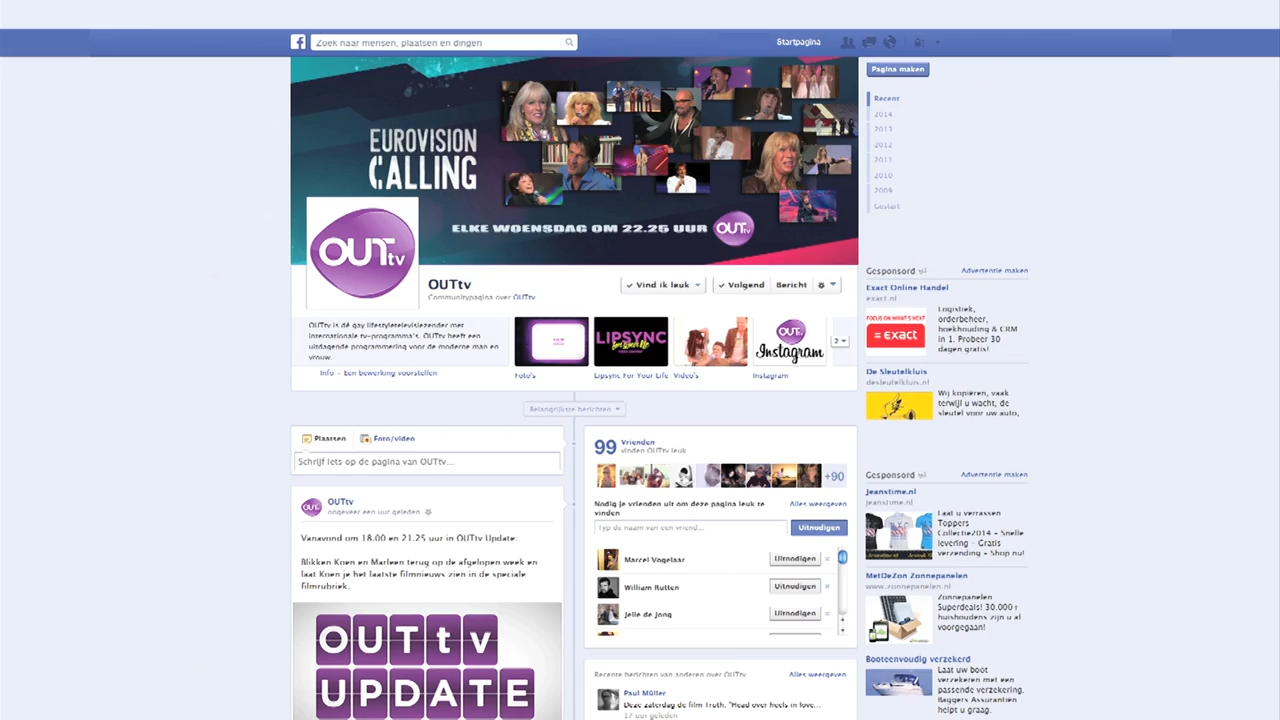 Zoek naar mensen, plaatsen en dingen
Startpagina
EUROVISION
CALLING
ELKE WOENSDAG OM 22.25 UUR OUTtv
OUTtv
OUTtv
Communitypagina over OUTtv
Vind ik leuk
Volgend
Bericht
OUTtv is dé gay lifestyletelevisiezender met
internationale tv-programma's. OUTtv heeft een
uitdagende programmering voor de moderne man en
vrouw.
Info - Een bewerking voorstellen
LIPSYNC
OUTtv
Instagram
2
Foto's
Lipsync For Your Life
Video's
Instagram
Belangrijkste berichten
Plaatsen
Foto/video
Schrijf iets op de pagina van OUTtv...
OUTtv
OUTtv
ongeveer een uur geleden
Vanavond om 18.00 en 21.25 uur in OUTtv Update:
Blikken Koen en Marleen terug op de afgelopen week en
laat Koen je het laatste filmnieuws zien in de speciale
filmrubriek.
OUTtv
UPDATE
99 Vrienden
vinden OUTtv leuk
+90
Nodig je vrienden uit om deze pagina leuk te
vinden
Alles weergeven
Typ de naam van een vriend...
Uitnodigen
Marcel Vogelaar
Uitnodigen
William Rutten
Uitnodigen
Jelle de Jong
Uitnodigen
Recente berichten van anderen over OUTtv
Alles weergeven
Paul Müller
Deze zaterdag de film Truth. "Head over heels in love...
17 uur geleden
Pagina maken
Recent
2014
2013
2012
2011
2010
2009
Gestart
Gesponsord
Advertentie maken
Exact Online Handel
exact.nl
FOCUS ON WHAT'S NEXT
= exact
Logistiek,
orderbeheer,
boekhouding & CRM
in 1. Probeer 30
dagen gratis!
De Sleutelkluis
desleutelkluis.nl
Wij kopiëren, vaak
terwijl u wacht, de
sleutel voor uw auto,
Gesponsord
Advertentie maken
Jeanstime.nl
jeanstime.nl
Laat u verrassen
Toppers
Collectie2014 - Snelle
levering - Gratis
verzending - Shop nu!
MetDeZon Zonnepanelen
www.zonnepanelen.nl
Zonnepanelen
Superdeals! 30.000
huishoudens zijn u al
voorgegaan!
Booteenvoudig verzekerd
Laat uw boot
verzekeren met een
passende verzekering.
Baggers Assurantiën
helpt u graag.